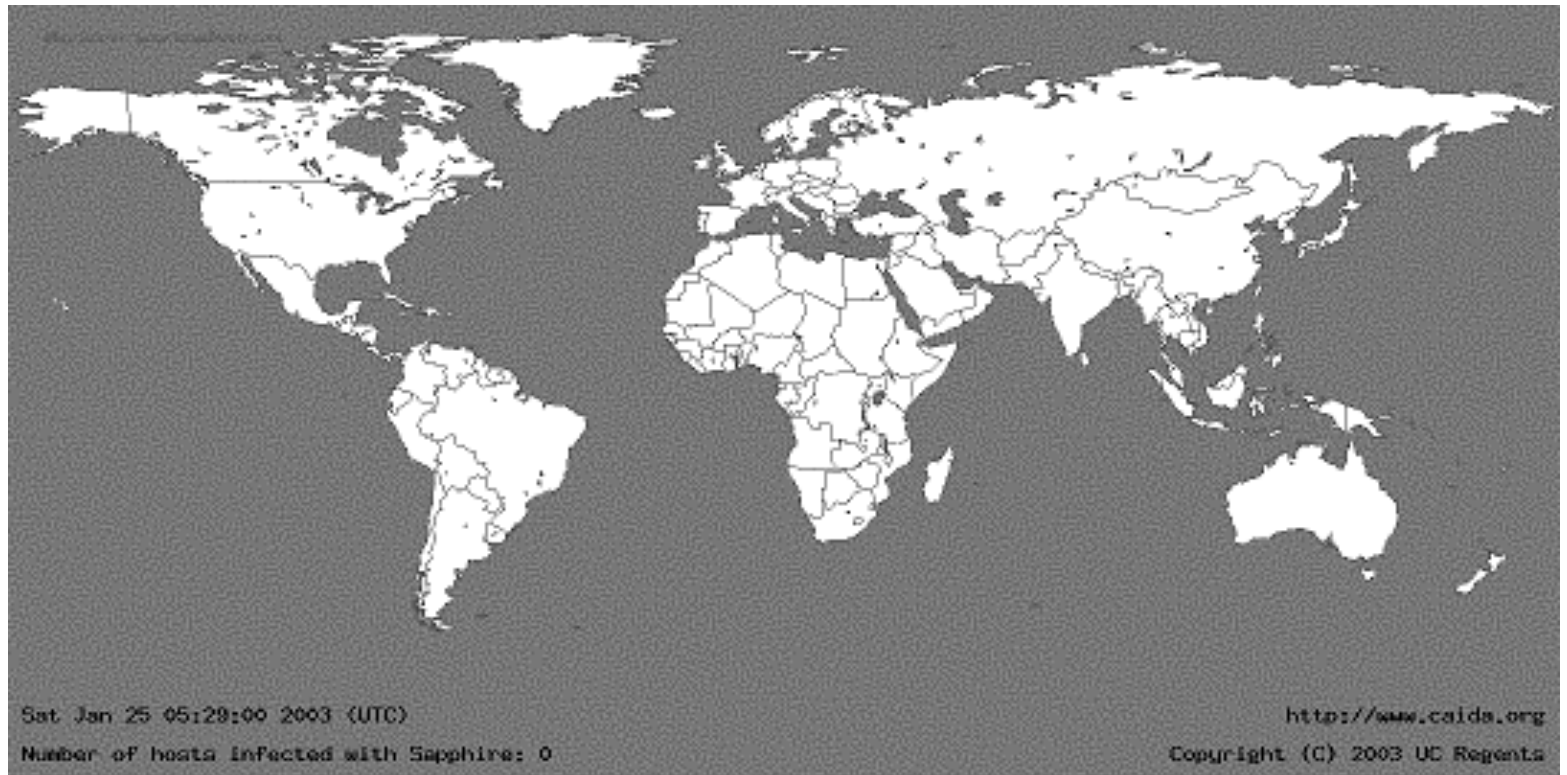 Sat Jan 25 05:29:00 2003 (UTC)
http://www.caida.org
Number of hosts infected with Sapphire: 0
Copyright (C) 2003 UC Regents